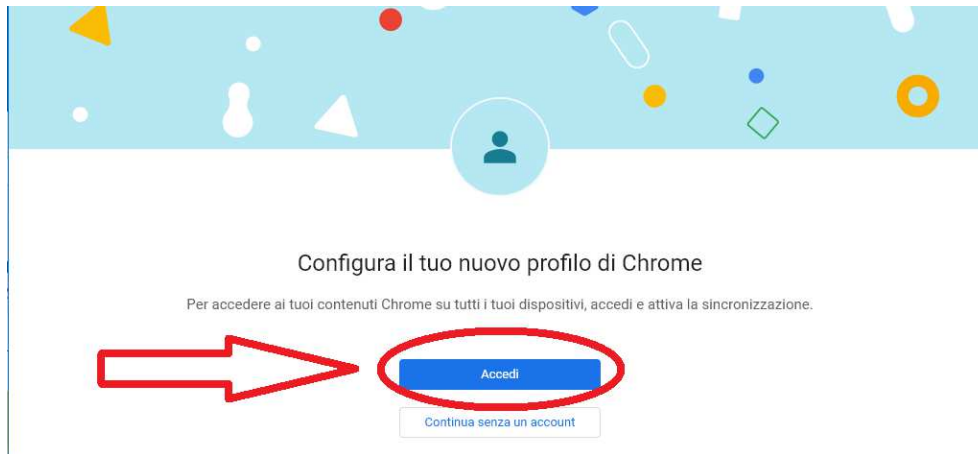 Configura il tuo nuovo profilo di Chrome
Per accedere ai tuoi contenuti Chrome su tutti i tuoi dispositivi, accedi e attiva la sincronizzazione.
Accedi
Continua senza un account